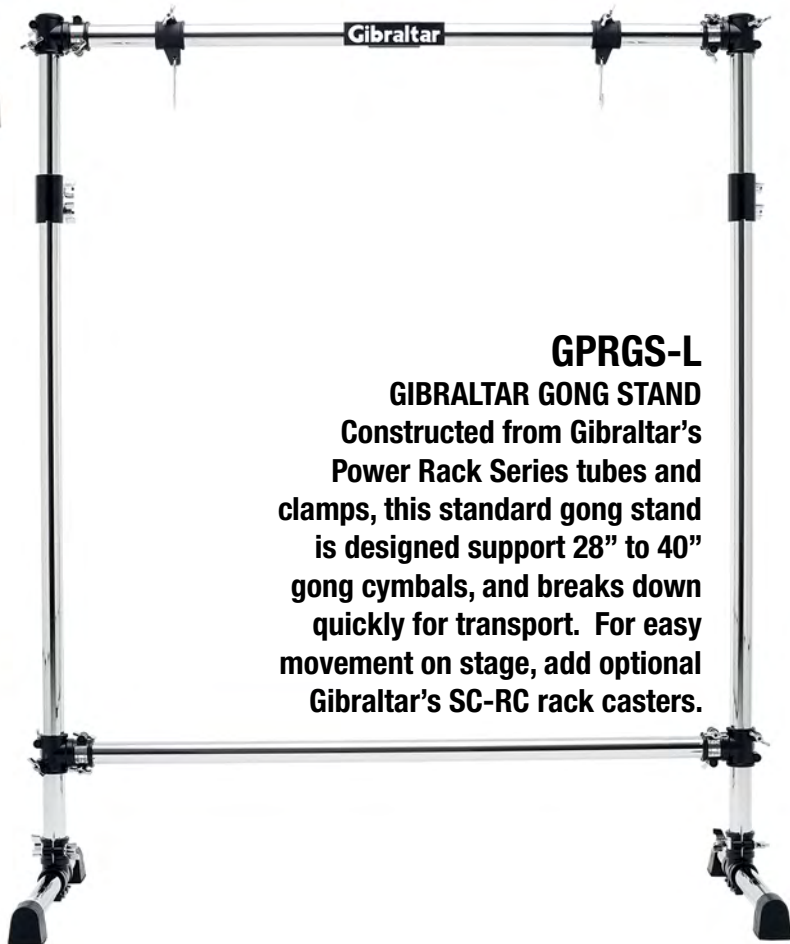 Gibraltar
GPRGS-L
GIBRALTAR GONG STAND
Constructed from Gibraltar’s
Power Rack Series tubes and
clamps, this standard gong stand
is designed support 28” to 40”
gong cymbals, and breaks down
quickly for transport.  For easy
movement on stage, add optional
Gibraltar’s SC-RC rack casters.